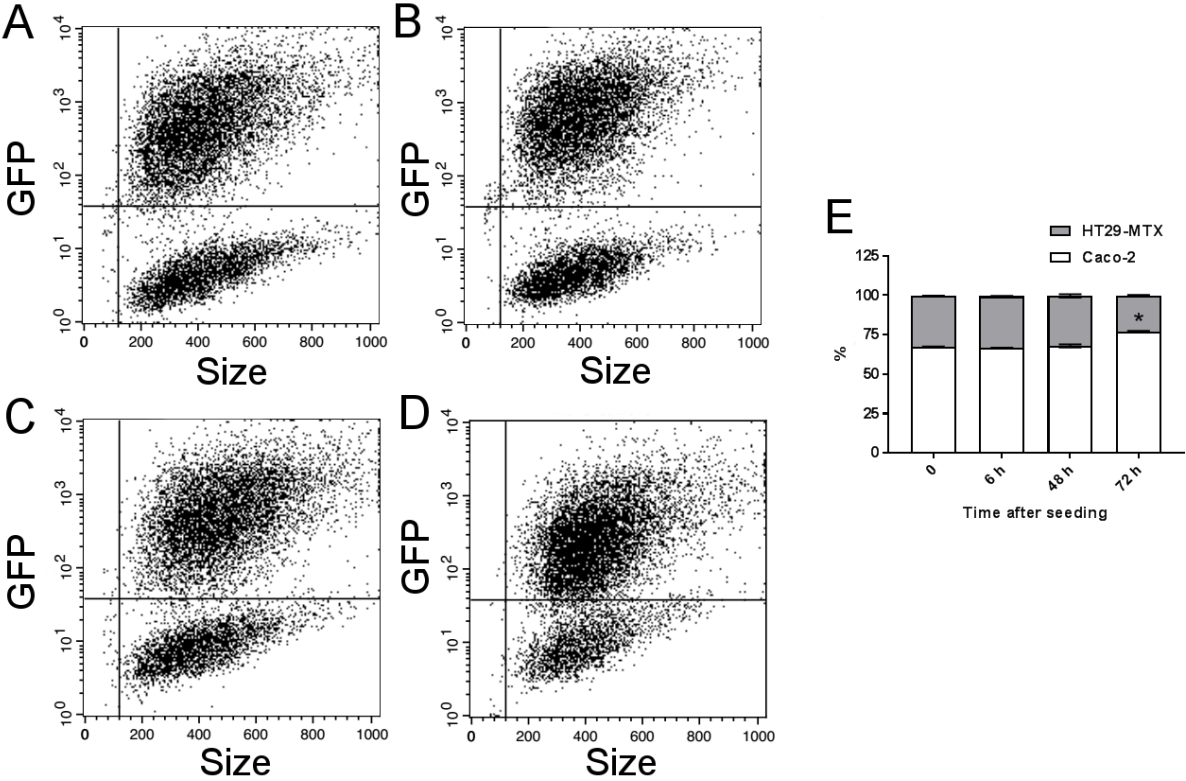 A
10^4
10^3
10^2
10^1
10^0
GFP
0 200 400 600 800 1000
Size
B
10^4
10^3
10^2
10^1
10^0
GFP
0 200 400 600 800 1000
Size
C
10^4
10^3
10^2
10^1
10^0
GFP
0 200 400 600 800 1000
Size
D
10^4
10^3
10^2
10^1
10^0
GFP
0 200 400 600 800 1000
Size
E
HT29-MTX
Caco-2
125
100
75
50
25
0
%
*
0 6 h 48 h 72 h
Time after seeding